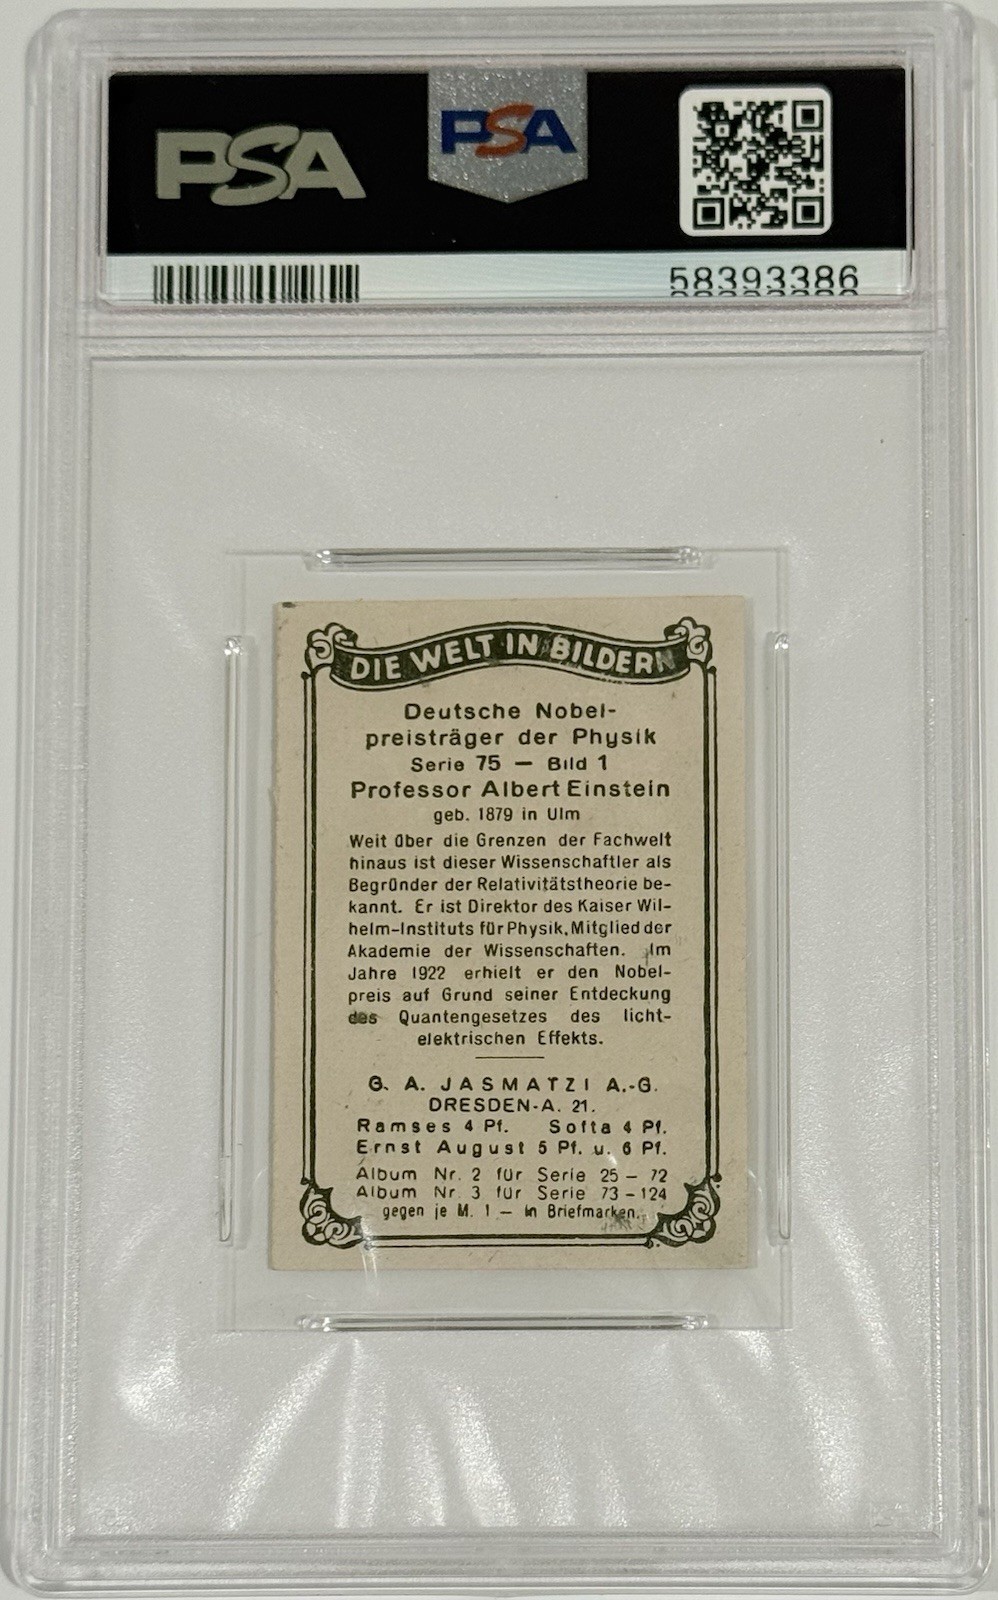 PSA
PSA
58393386
DIE WELT IN BILDERN
Deutsche Nobel-
preisträger der Physik
Serie 75 — Bild 1
Professor Albert Einstein
geb. 1879 in Ulm
Weit über die Grenzen der Fachwelt
hinaus ist dieser Wissenschaftler als
Begründer der Relativitätstheorie be-
kannt. Er ist Direktor des Kaiser Wil-
helm-Instituts für Physik, Mitglied der
Akademie der Wissenschaften. Im
Jahre 1922 erhielt er den Nobel-
preis auf Grund seiner Entdeckung
des Quantengesetzes des licht-
elektrischen Effekts.
G. A. JASMATZI A.-G.
DRESDEN-A. 21.
Ramses 4 Pf. Softa 4 Pf.
Ernst August 5 Pf. u. 6 Pf.
Album Nr. 2 für Serie 25 – 72
Album Nr. 3 für Serie 73 – 124
gegen je M. 1 — in Briefmarken.